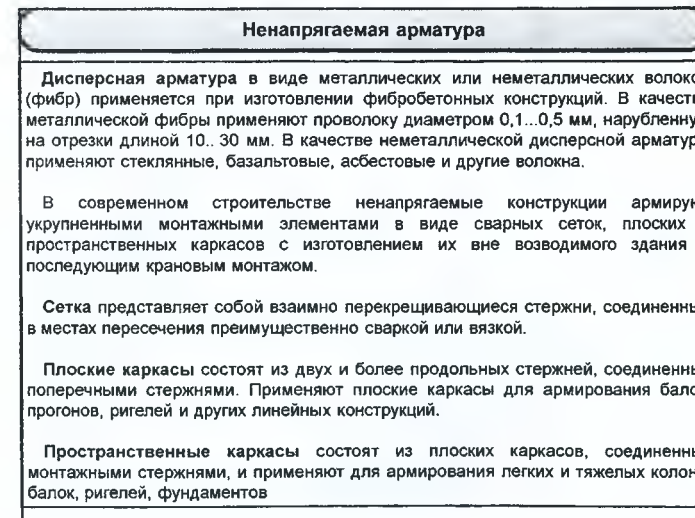 Ненапрягаемая арматура
Дисперсная арматура в виде металлических или неметаллических волоко
(фибр) применяется при изготовлении фибробетонных конструкций. В качест
металлической фибры применяют проволоку диаметром 0,1...0,5 мм, нарубленну
на отрезки длиной 10.. 30 мм. В качестве неметаллической дисперсной арматур
применяют стеклянные, базальтовые, асбестовые и другие волокна.
В современном строительстве ненапрягаемые конструкции армирую
укрупненными монтажными элементами в виде сварных сеток, плоских
пространственных каркасов с изготовлением их вне возводимого здания
последующим крановым монтажом.
Сетка представляет собой взаимно перекрещивающиеся стержни, соединенны
в местах пересечения преимущественно сваркой или вязкой.
Плоские каркасы состоят из двух и более продольных стержней, соединенны
поперечными стержнями. Применяют плоские каркасы для армирования бало
прогонов, ригелей и других линейных конструкций.
Пространственные каркасы состоят из плоских каркасов, соединенны
монтажными стержнями, и применяют для армирования легких и тяжелых колон
балок, ригелей, фундаментов